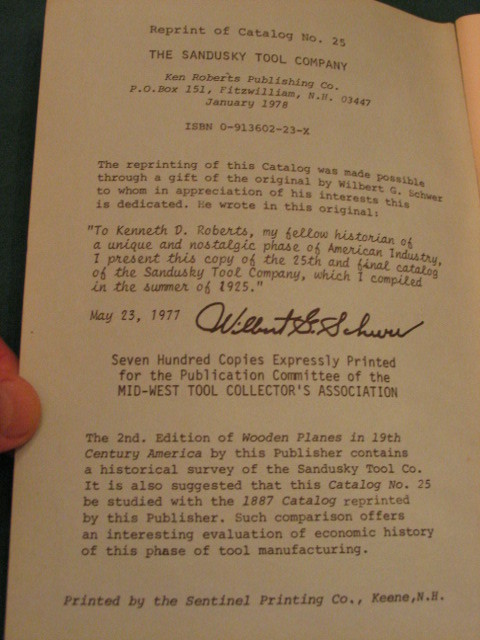 Reprint of Catalog No. 25
THE SANDUSKY TOOL COMPANY
Ken Roberts Publishing Co.
P.O.Box 151, Fitzwilliam, N.H. 03447
January 1978
ISBN 0-913602-23-X
The reprinting of this Catalog was made possible
through a gift of the original by Wilbert G. Schwer
to whom in appreciation of his interests this
is dedicated. He wrote in this original:
"To Kenneth D. Roberts, my fellow historian of
a unique and nostalgic phase of American Industry,
I present this copy of the 25th and final catalog
of the Sandusky Tool Company, which I compiled
in the summer of 1925."
May 23, 1977 Wilbert G. Schwer
Seven Hundred Copies Expressly Printed
for the Publication Committee of the
MID-WEST TOOL COLLECTOR'S ASSOCIATION
The 2nd. Edition of Wooden Planes in 19th
Century America by this Publisher contains
a historical survey of the Sandusky Tool Co.
It is also suggested that this Catalog No. 25
be studied with the 1887 Catalog reprinted
by this Publisher. Such comparison offers
an interesting evaluation of economic history
of this phase of tool manufacturing.
Printed by the Sentinel Printing Co., Keene,N.H.